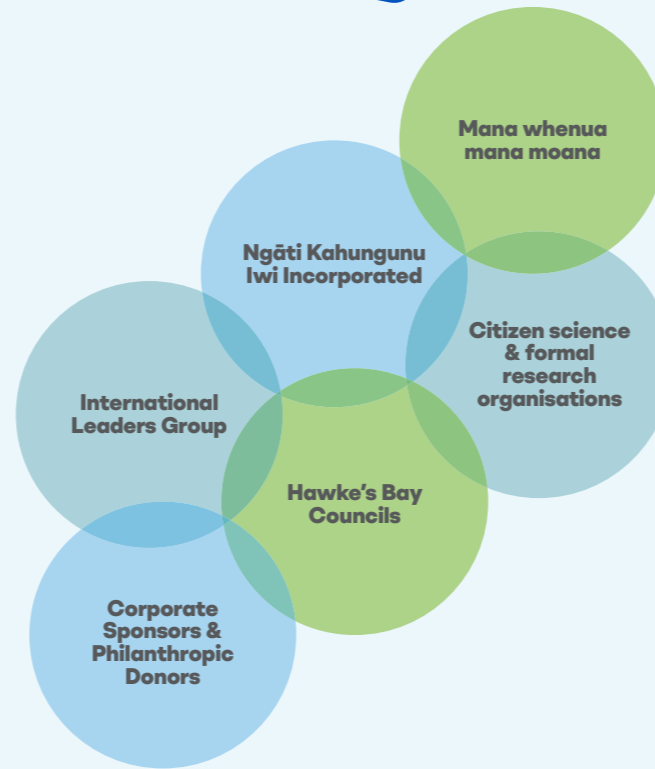 Mana whenua
mana moana
Ngāti Kahungunu
Iwi Incorporated
Citizen science
& formal
research
organisations
International
Leaders Group
Hawke's Bay
Councils
Corporate
Sponsors &
Philanthropic
Donors